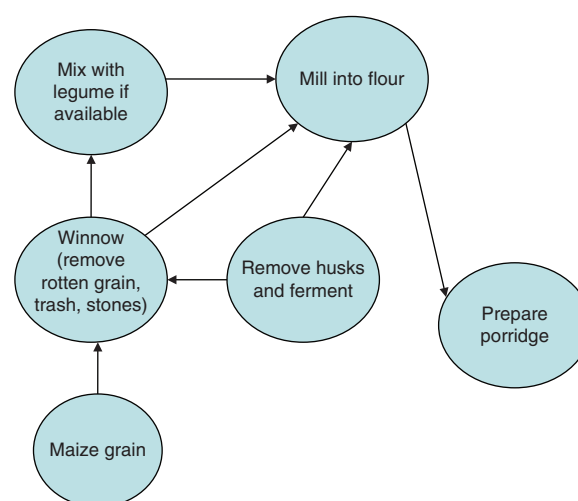 Mix with
legume if
available
Mill into flour
Winnow
(remove
rotten grain,
trash, stones)
Remove husks
and ferment
Prepare
porridge
Maize grain